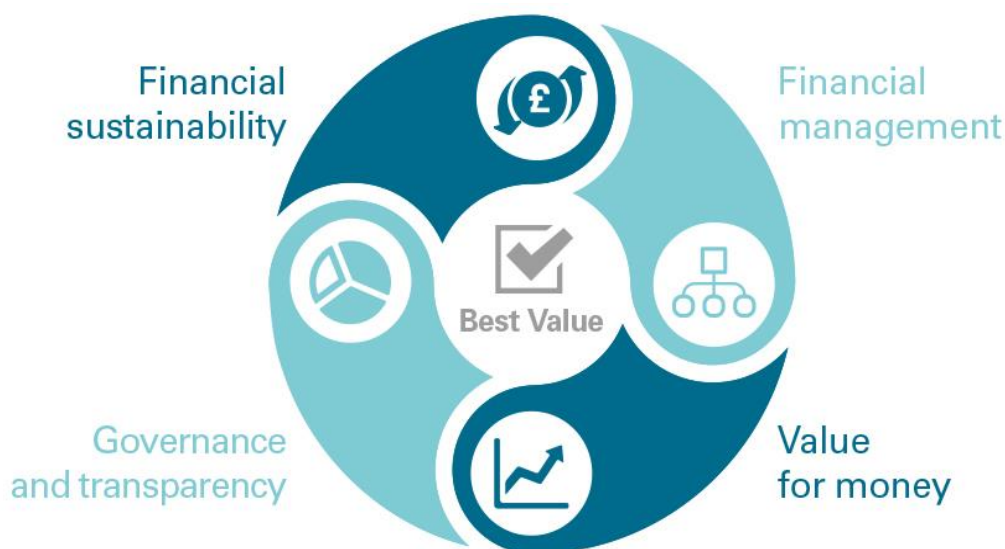 Financial
sustainability
Financial
management
£
Best Value
Governance
and transparency
Value
for money